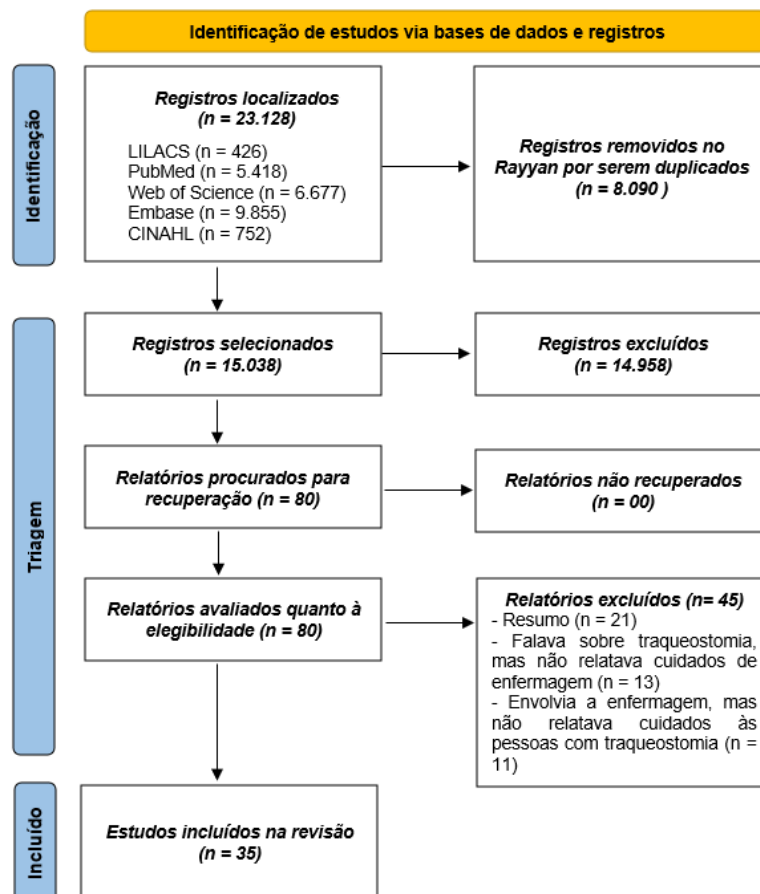 Identificação de estudos via bases de dados e registros
Identificação
Registros localizados
(n = 23.128)
LILACS (n = 426)
PubMed (n = 5.418)
Web of Science (n = 6.677)
Embase (n = 9.855)
CINAHL (n = 752)
Registros removidos no
Rayyan por serem duplicados
(n = 8.090 )
Triagem
Registros selecionados
(n = 15.038)
Registros excluídos
(n = 14.958)
Relatórios procurados para
recuperação (n = 80)
Relatórios não recuperados
(n = 00)
Relatórios avaliados quanto à
elegibilidade (n = 80)
Relatórios excluídos (n= 45)
- Resumo (n = 21)
- Falava sobre traqueostomia,
mas não relatava cuidados de
enfermagem (n = 13)
- Envolvia a enfermagem, mas
não relatava cuidados às
pessoas com traqueostomia (n =
11)
Incluído
Estudos incluídos na revisão
(n = 35)